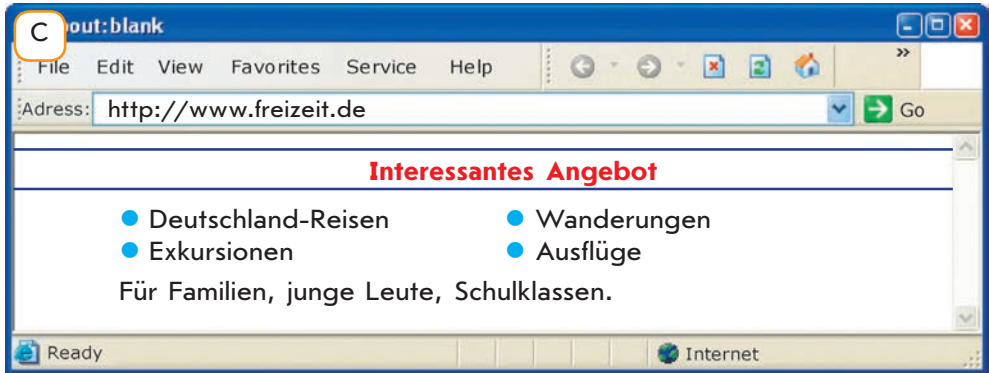 C out:blank
File Edit View Favorites Service Help »
Adress: http://www.freizeit.de Go
Interessantes Angebot
Deutschland-Reisen
Exkursionen
Wanderungen
Ausflüge
Für Familien, junge Leute, Schulklassen.
Ready Internet